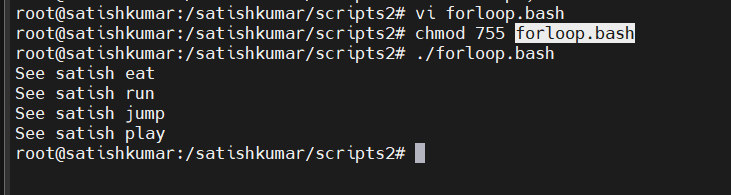 root@satishkumar:/satishkumar/scripts2# vi forloop.bash
root@satishkumar:/satishkumar/scripts2# chmod 755 forloop.bash
root@satishkumar:/satishkumar/scripts2# ./forloop.bash
See satish eat
See satish run
See satish jump
See satish play
root@satishkumar:/satishkumar/scripts2#